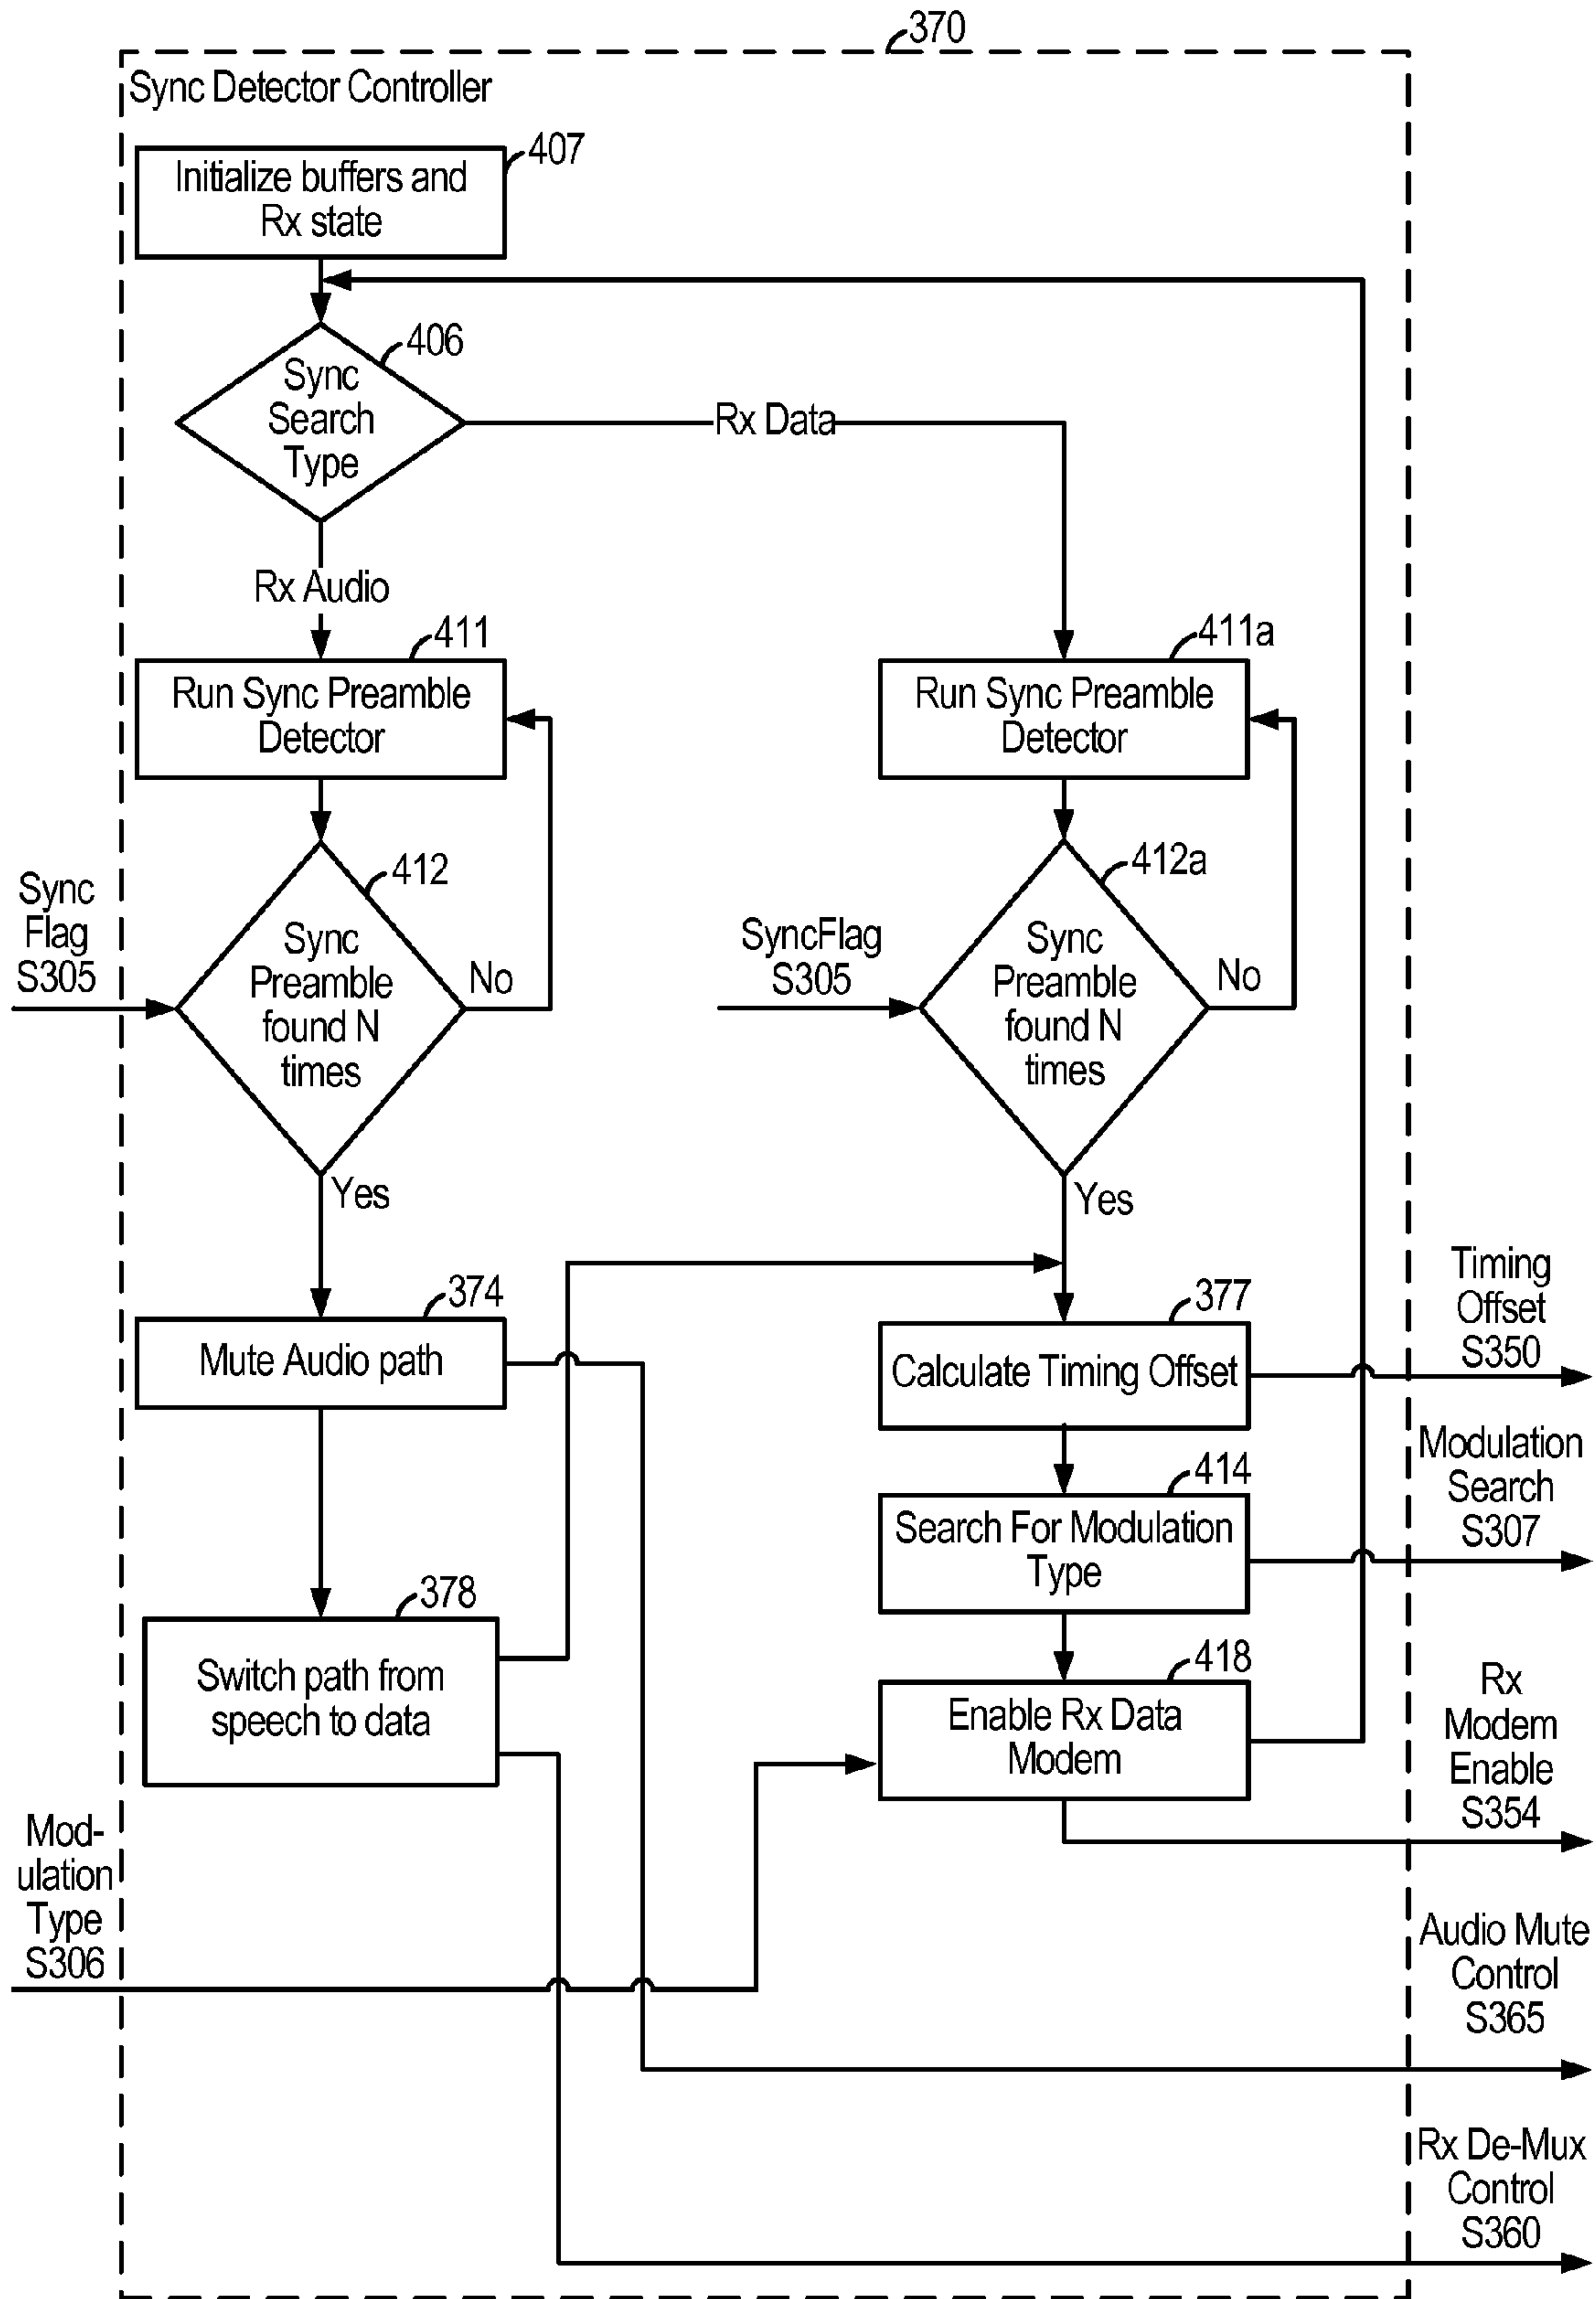 370
Sync Detector Controller
407
Initialize buffers and
Rx state
406
Sync
Search
Type
Rx Data
Rx Audio
411
Run Sync Preamble
Detector
411a
Run Sync Preamble
Detector
Sync
Flag
S305
412
Sync
Preamble
found N
times
No
Yes
SyncFlag
S305
412a
Sync
Preamble
found N
times
No
Yes
374
Mute Audio path
377
Calculate Timing Offset
Timing
Offset
S350
414
Search For Modulation
Type
Modulation
Search
S307
378
Switch path from
speech to data
418
Enable Rx Data
Modem
Rx
Modem
Enable
S354
Mod-
ulation
Type
S306
Audio Mute
Control
S365
Rx De-Mux
Control
S360